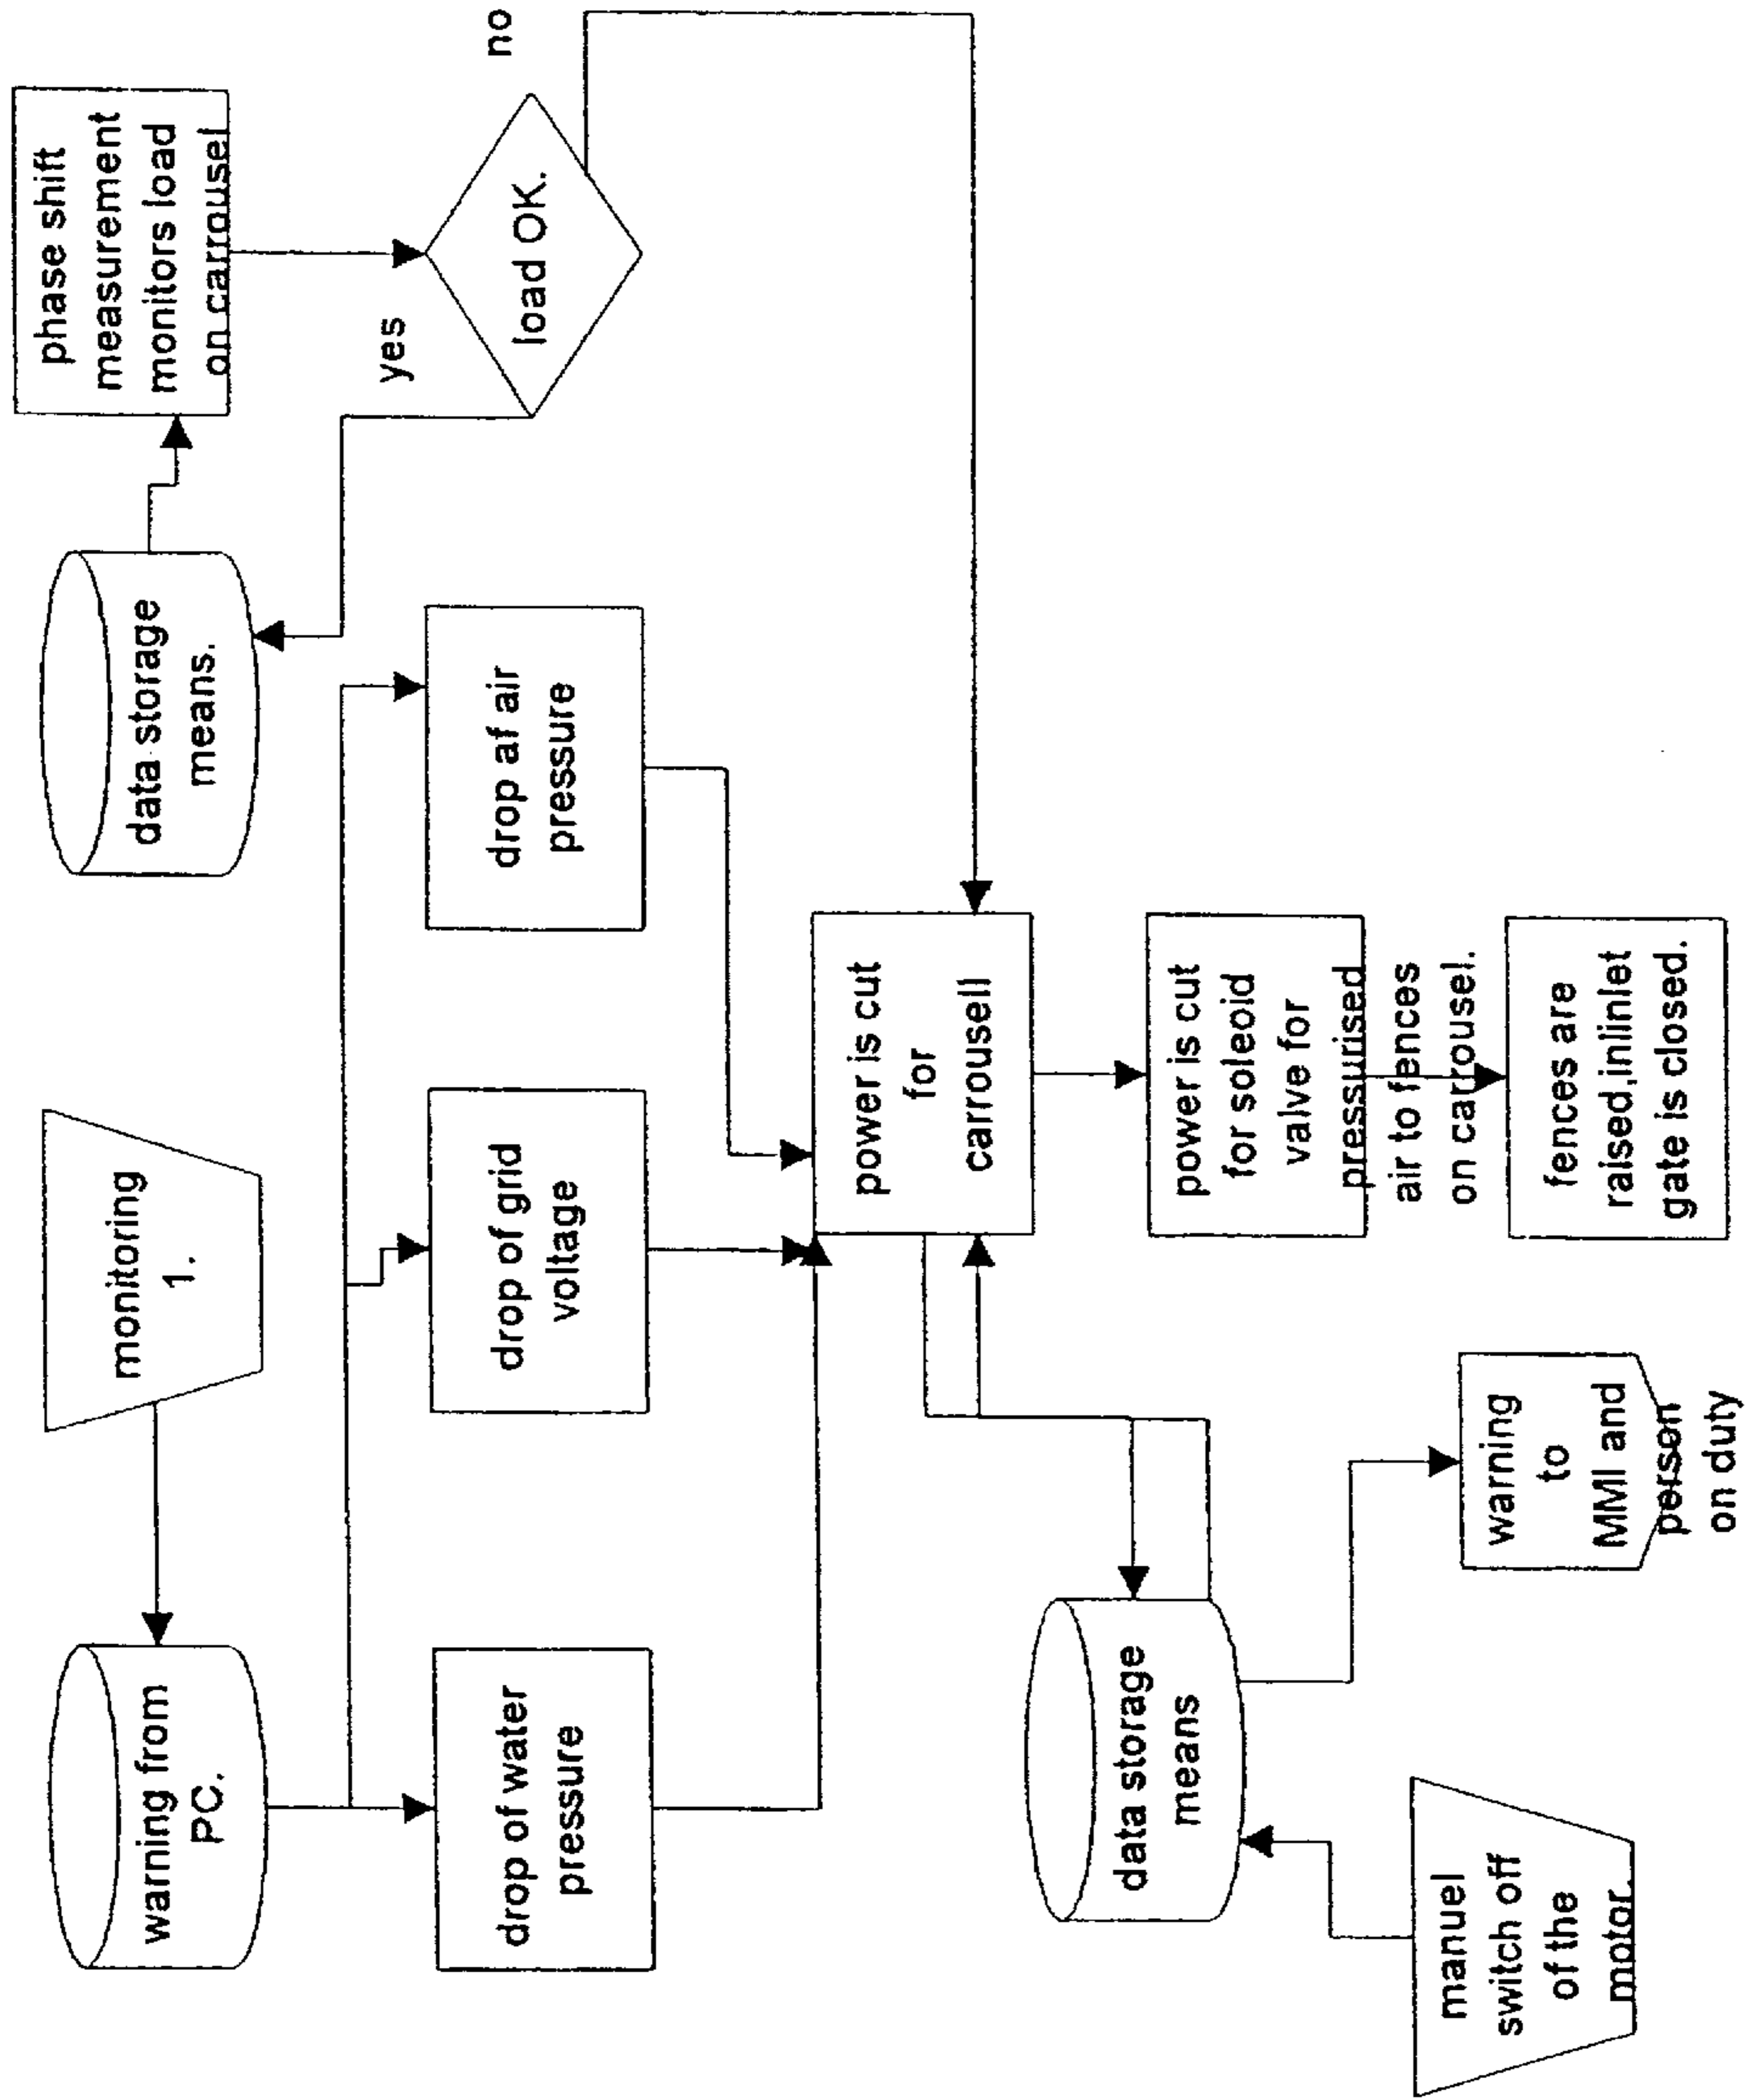 warning from
PC.
monitoring
1.
data storage
means.
phase shift
measurement
monitors load
on carrousel
yes
no
drop of water
pressure
drop of grid
voltage
drop af air
pressure
load OK.
power is cut
for
carrousell
data storage
means
power is cut
for soleoid
valve for
pressurised
air to fences
on carrousel.
manuel
switch off
of the
motor.
warning
to
MMI and
person
on duty
fences are
raised,inlinlet
gate is closed.